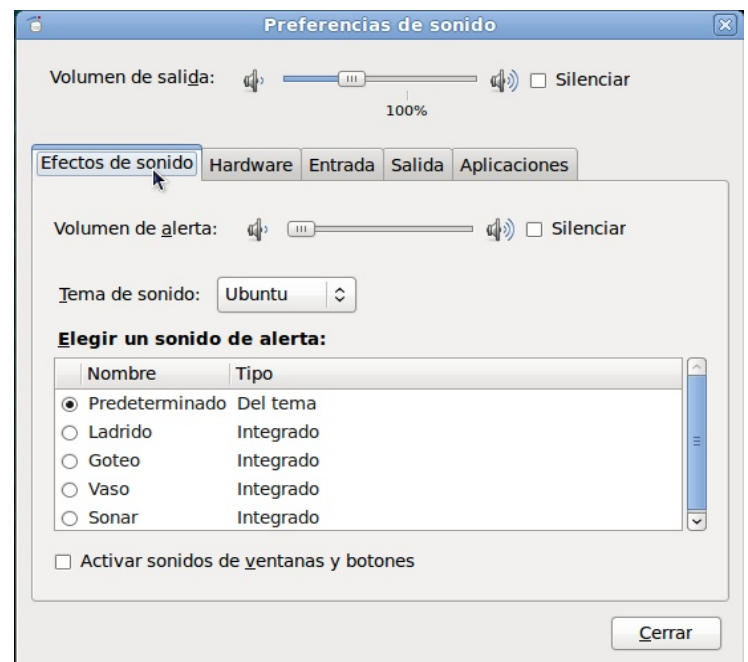 Preferencias de sonido
Volumen de salida: Silenciar
100%
Efectos de sonido Hardware Entrada Salida Aplicaciones
Volumen de alerta: Silenciar
Tema de sonido: Ubuntu
Elegir un sonido de alerta:
Nombre Tipo
Predeterminado Del tema
Ladrido Integrado
Goteo Integrado
Vaso Integrado
Sonar Integrado
Activar sonidos de ventanas y botones
Cerrar